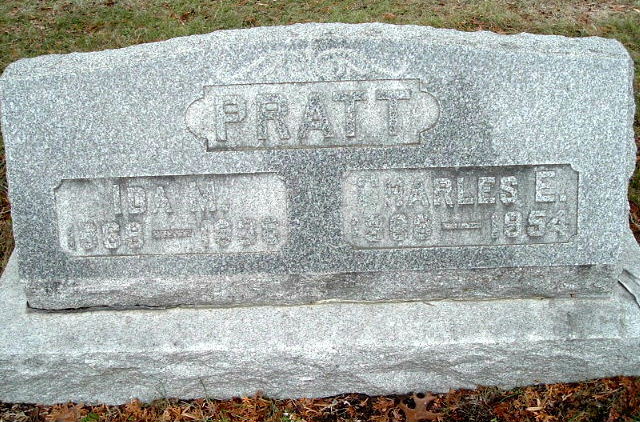 PRATT
IDA M.
CHARLES E.
1954